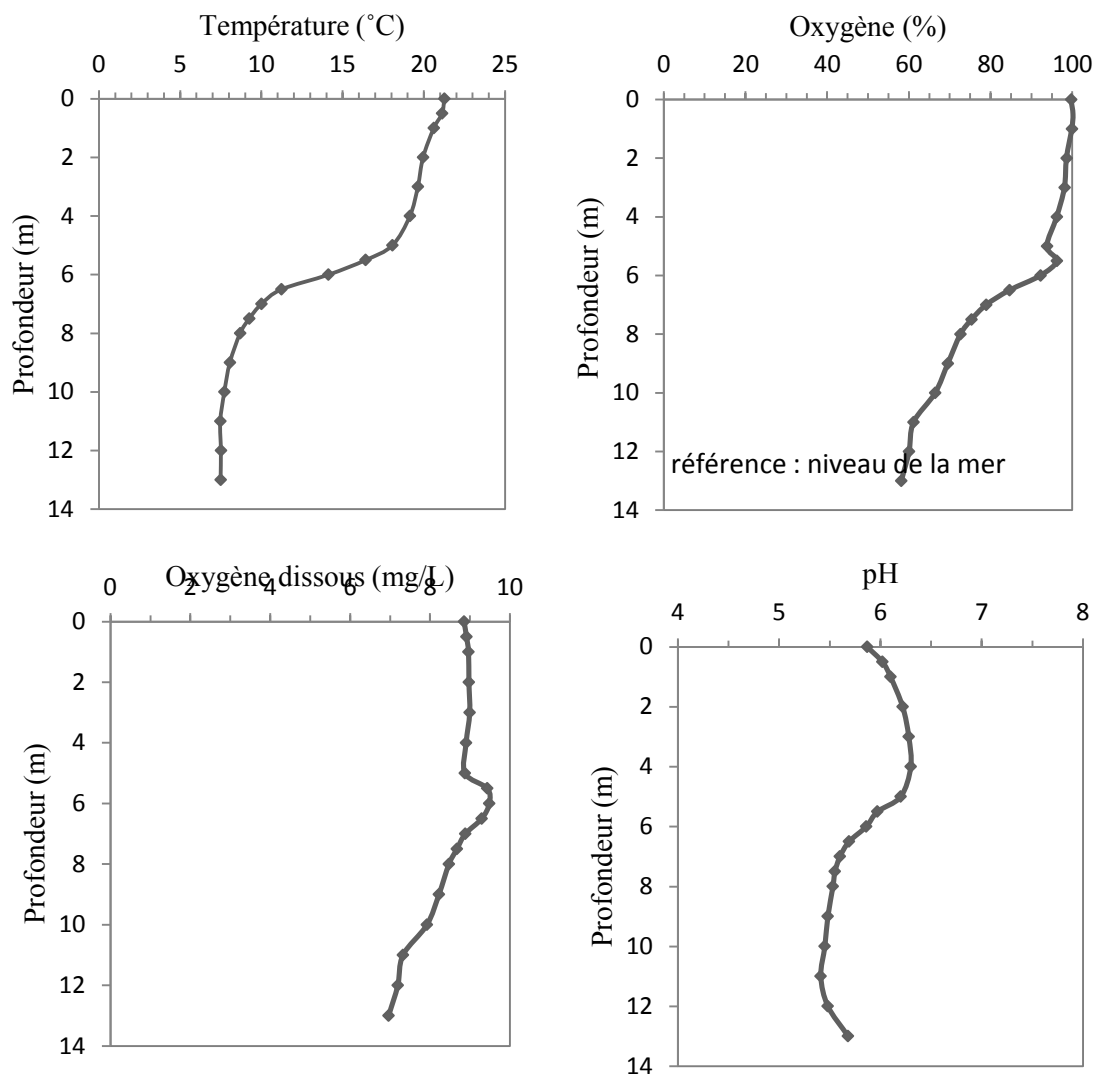 Température (˚C)
0 5 10 15 20 25
0
2
4
6
8
10
12
14
Profondeur (m)
Oxygène (%)
0 20 40 60 80 100
0
2
4
6
8
10
12
14
Profondeur (m)
référence : niveau de la mer
Oxygène dissous (mg/L)
0 2 4 6 8 10
0
2
4
6
8
10
12
14
Profondeur (m)
pH
4 5 6 7 8
0
2
4
6
8
10
12
14
Profondeur (m)